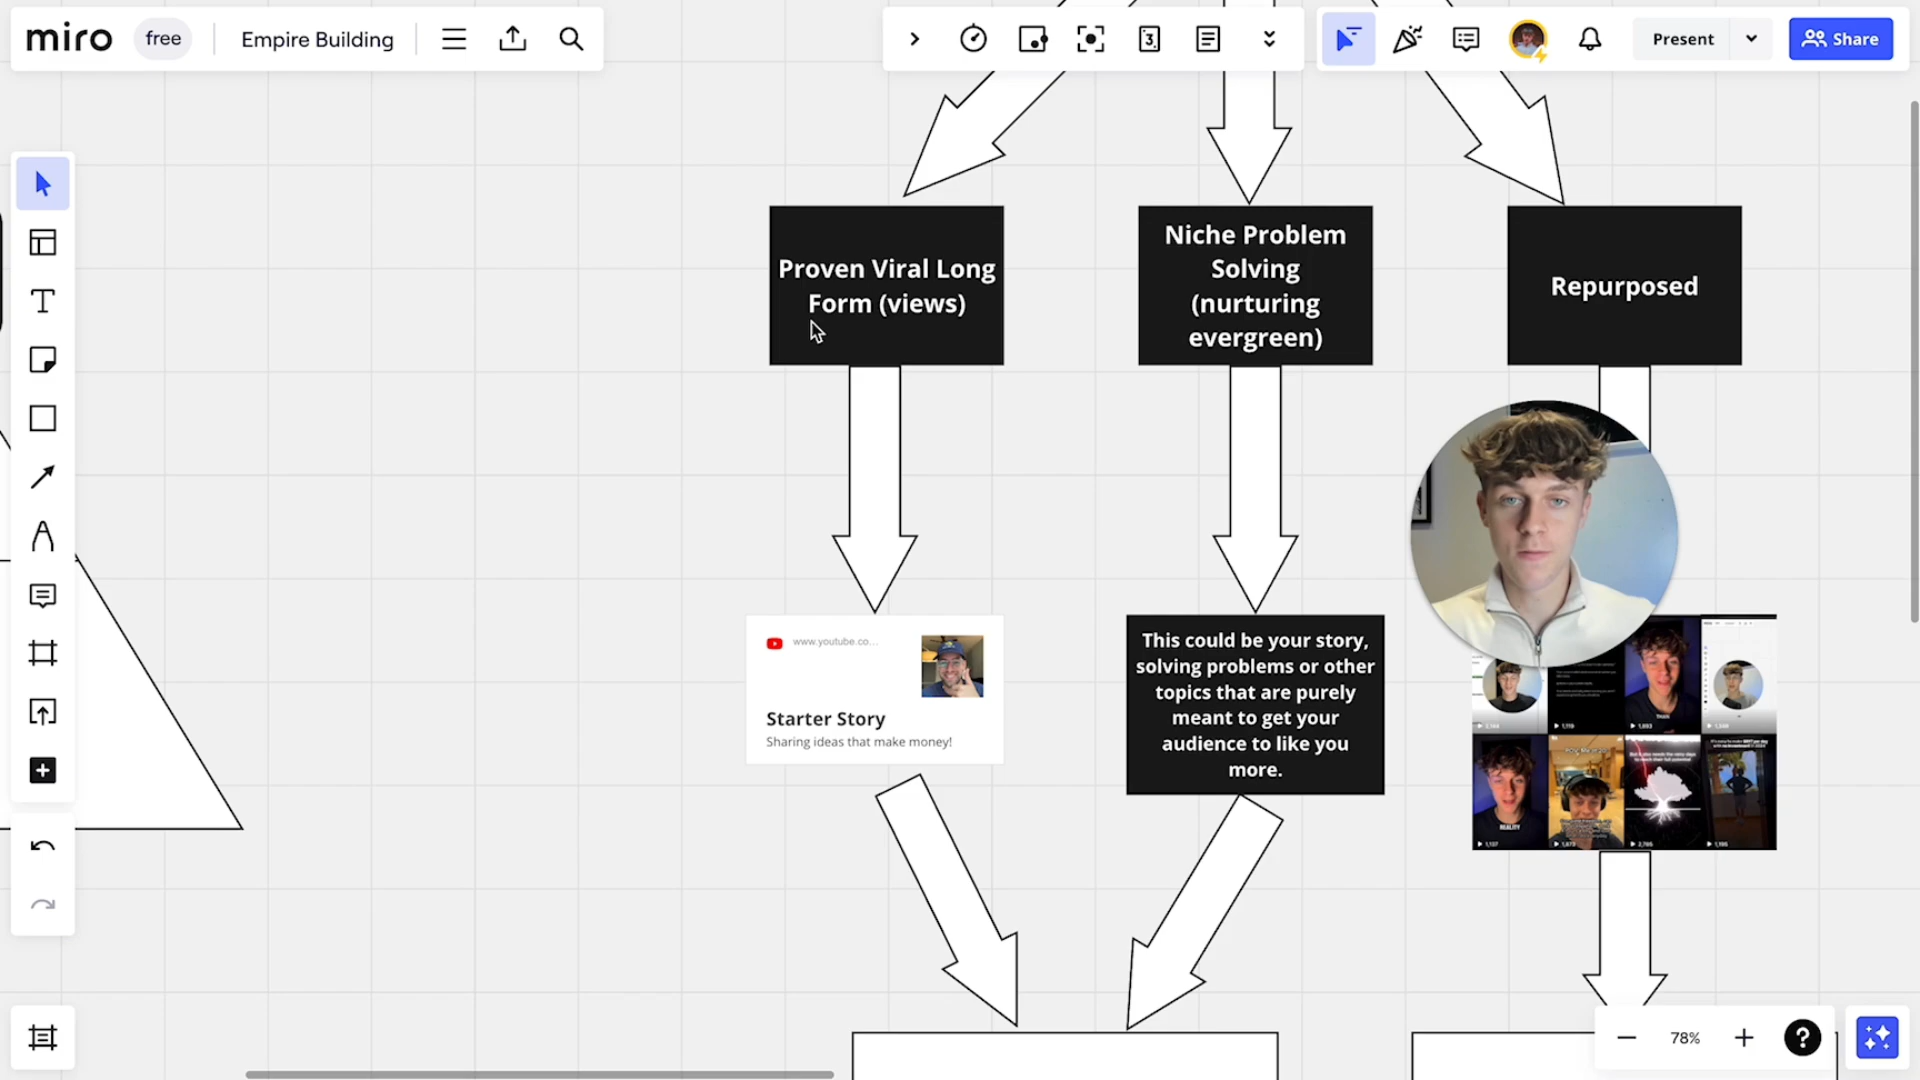 miro
free
Empire Building
3
Present
Share
Proven Viral Long
Form (views)
Niche Problem
Solving
(nurturing
evergreen)
Repurposed
www.youtube.co...
Starter Story
Sharing ideas that make money!
This could be your story,
solving problems or other
topics that are purely
meant to get your
audience to like you
more.
REALITY
78%
?